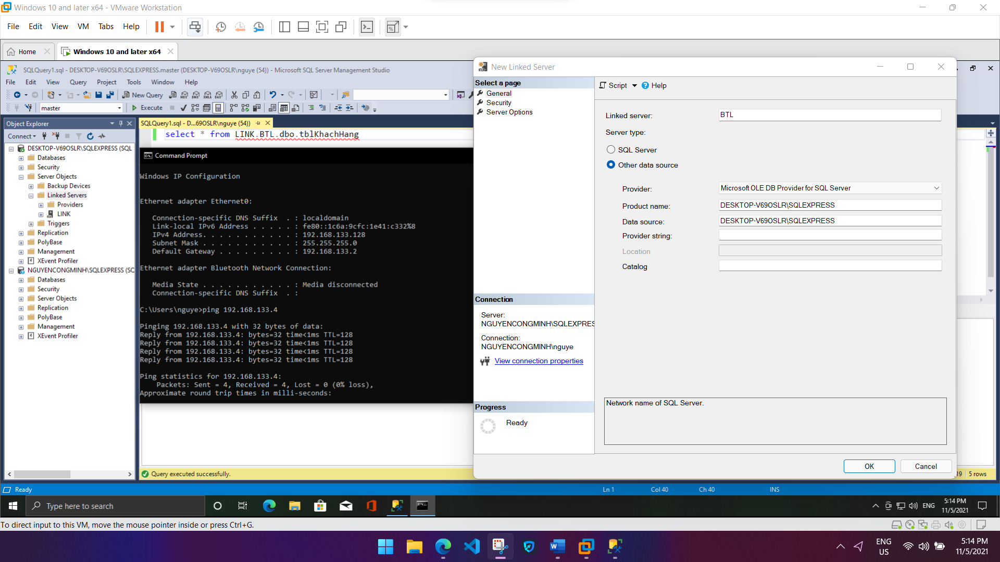 Windows 10 and later x64 - VMware Workstation
File Edit View VM Tabs Help
Home
Windows 10 and later x64
SQLQuery1.sql - DESKTOP-V69OSLR\SQLEXPRESS.master (DESKTOP-V69OSLR\nguye (54)) - Microsoft SQL Server Management Studio
File Edit View Query Project Tools Window Help
New Query
master
Execute
Object Explorer
Connect
DESKTOP-V69OSLR\SQLEXPRESS (SQL
Databases
Security
Server Objects
Backup Devices
Linked Servers
Providers
LINK
Triggers
Replication
PolyBase
Management
XEvent Profiler
NGUYENCONGMINH\SQLEXPRESS (SQ
Databases
Security
Server Objects
Replication
PolyBase
Management
XEvent Profiler
SQLQuery1.sql - D...69OSLR\nguye (54))
select * from LINK.BTL.dbo.tblKhachHang
Command Prompt
Windows IP Configuration
Ethernet adapter Ethernet0:
Connection-specific DNS Suffix . : localdomain
Link-local IPv6 Address . . . . . : fe80::1c6a:9cfc:1e41:c332%8
IPv4 Address. . . . . . . . . . . : 192.168.133.128
Subnet Mask . . . . . . . . . . . : 255.255.255.0
Default Gateway . . . . . . . . . : 192.168.133.2
Ethernet adapter Bluetooth Network Connection:
Media State . . . . . . . . . . . : Media disconnected
Connection-specific DNS Suffix . :
C:\Users\nguye>ping 192.168.133.4
Pinging 192.168.133.4 with 32 bytes of data:
Reply from 192.168.133.4: bytes=32 time<1ms TTL=128
Reply from 192.168.133.4: bytes=32 time<1ms TTL=128
Reply from 192.168.133.4: bytes=32 time<1ms TTL=128
Reply from 192.168.133.4: bytes=32 time<1ms TTL=128
Ping statistics for 192.168.133.4:
Packets: Sent = 4, Received = 4, Lost = 0 (0% loss),
Approximate round trip times in milli-seconds:
Query executed successfully.
New Linked Server
Select a page
General
Security
Server Options
Connection
Server:
NGUYENCONGMINH\SQLEXPRES
Connection:
NGUYENCONGMINH\nguye
View connection properties
Progress
Ready
Script Help
Linked server: BTL
Server type:
SQL Server
Other data source
Provider: Microsoft OLE DB Provider for SQL Server
Product name: DESKTOP-V69OSLR\SQLEXPRESS
Data source: DESKTOP-V69OSLR\SQLEXPRESS
Provider string:
Location
Catalog
Network name of SQL Server.
OK Cancel
19 5 rows
Ready Ln 1 Col 40 Ch 40 INS
Type here to search
ENG
5:14 PM
11/5/2021
To direct input to this VM, move the mouse pointer inside or press Ctrl+G.
ENG
US
5:14 PM
11/5/2021